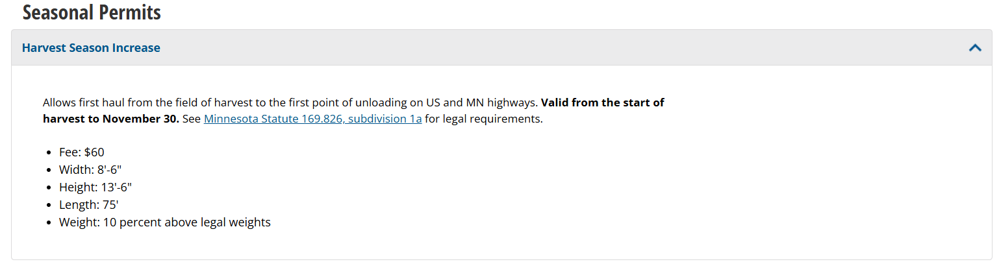 Seasonal Permits
Harvest Season Increase
Allows first haul from the field of harvest to the first point of unloading on US and MN highways. Valid from the start of
harvest to November 30. See Minnesota Statute 169.826, subdivision 1a for legal requirements.
• Fee: $60
• Width: 8'-6"
• Height: 13'-6"
• Length: 75'
• Weight: 10 percent above legal weights